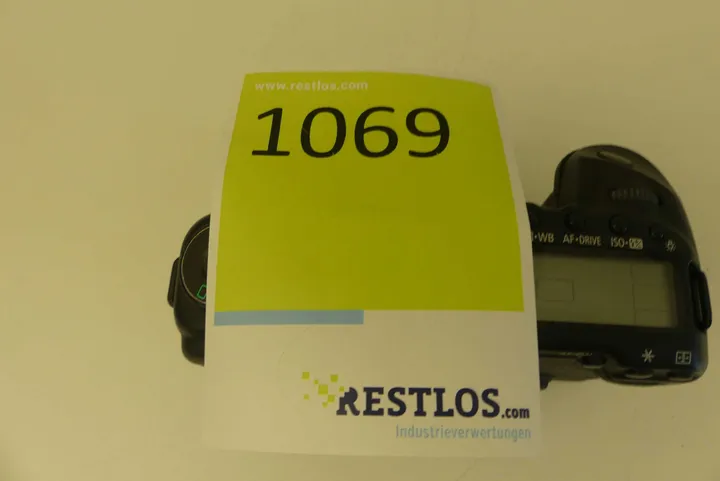 www.restlos.com
1069
•WB AF•DRIVE ISO•
RESTLOS.com
Industrieverwertungen